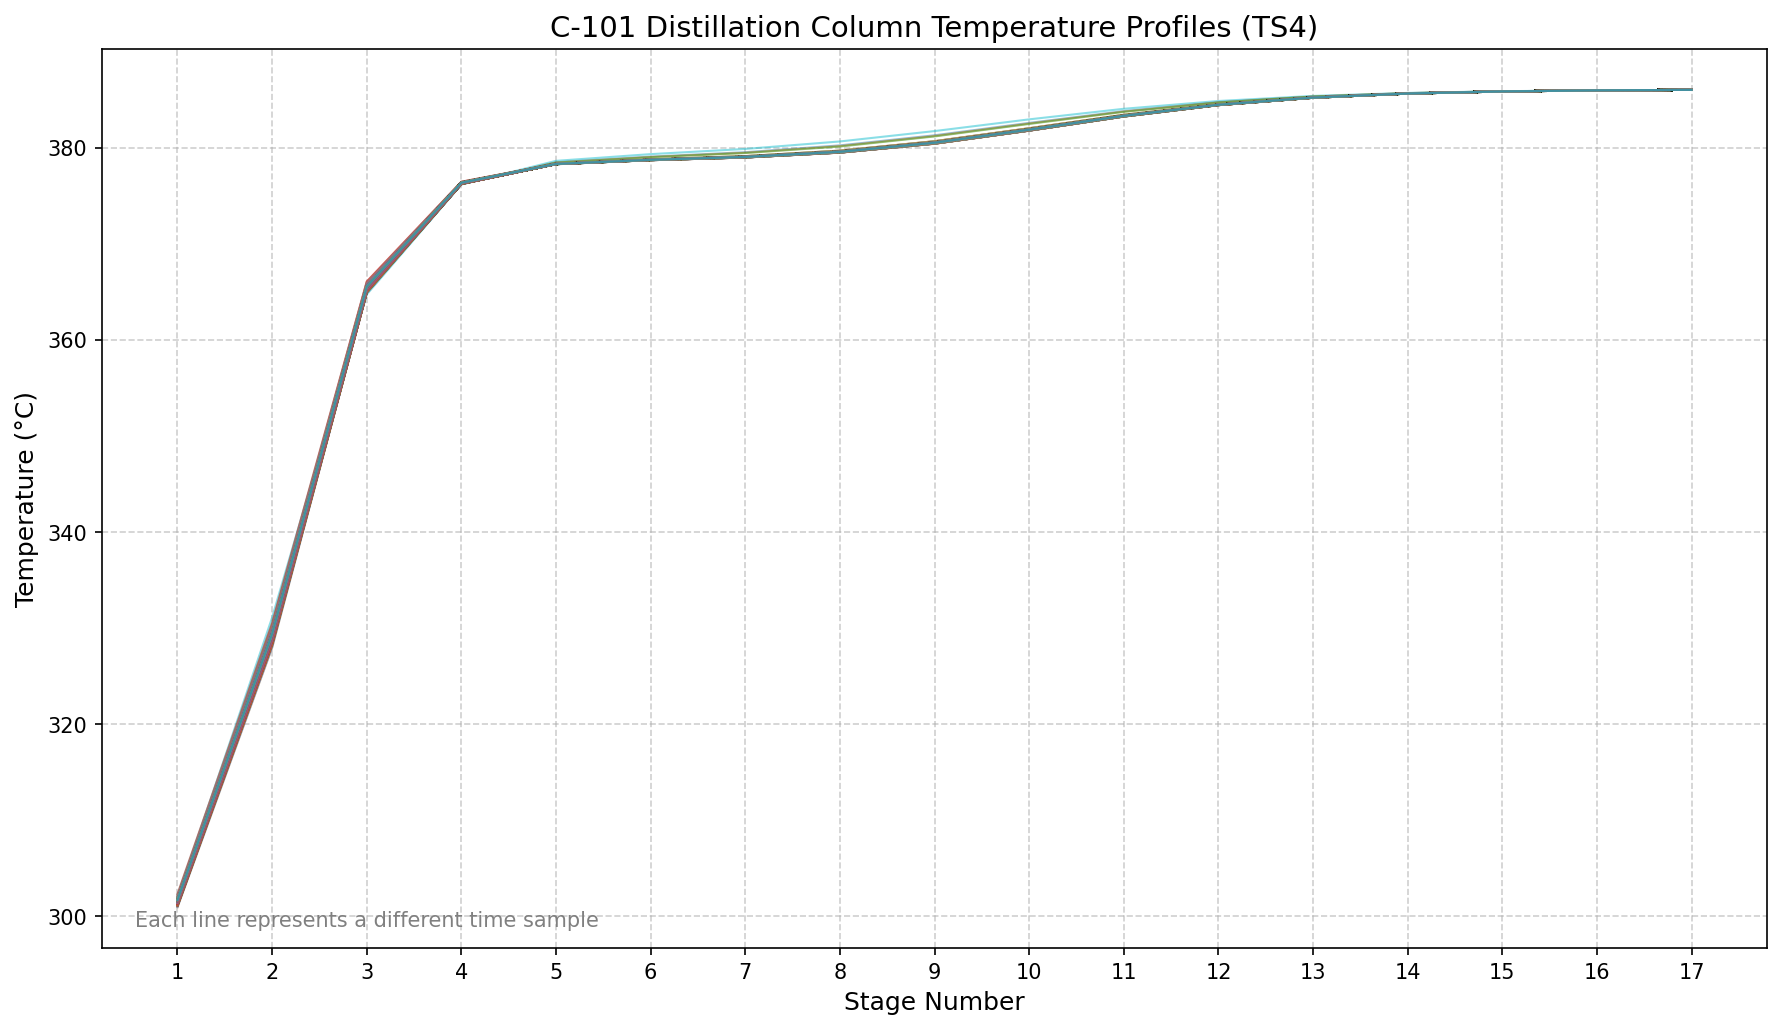 C-101 Distillation Column Temperature Profiles (TS4)
Temperature (°C)
380
360
340
320
300
Each line represents a different time sample
1 2 3 4 5 6 7 8 9 10 11 12 13 14 15 16 17
Stage Number